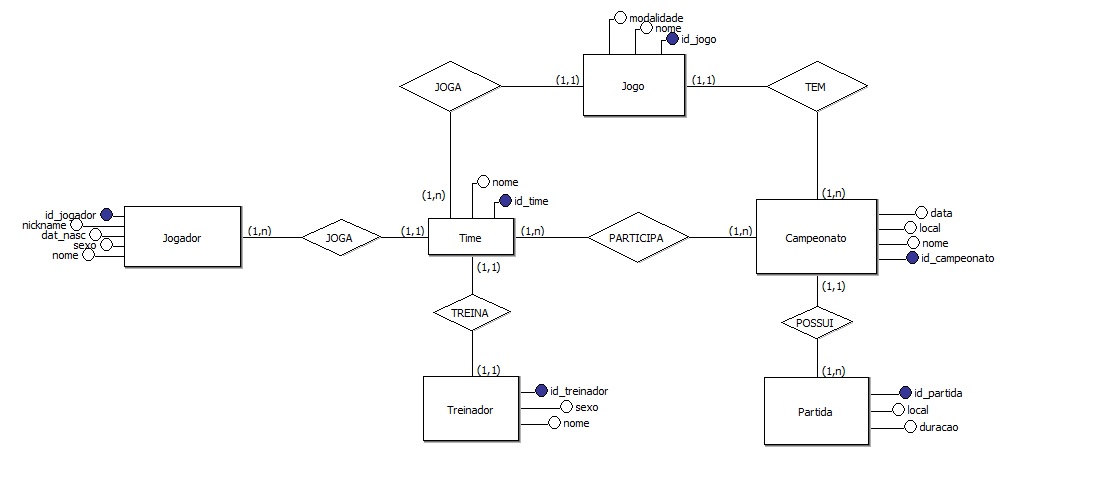 modalidade
nome
id_jogo
JOGA
(1,1)
Jogo
(1,1)
TEM
(1,n)
nome
id_time
(1,n)
id_jogador
nickname
dat_nasc
sexo
nome
Jogador
(1,n)
JOGA
(1,1)
Time
(1,n)
PARTICIPA
(1,n)
Campeonato
data
local
nome
id_campeonato
(1,1)
TREINA
(1,1)
(1,1)
POSSUI
(1,n)
Treinador
id_treinador
sexo
nome
Partida
id_partida
local
duracao